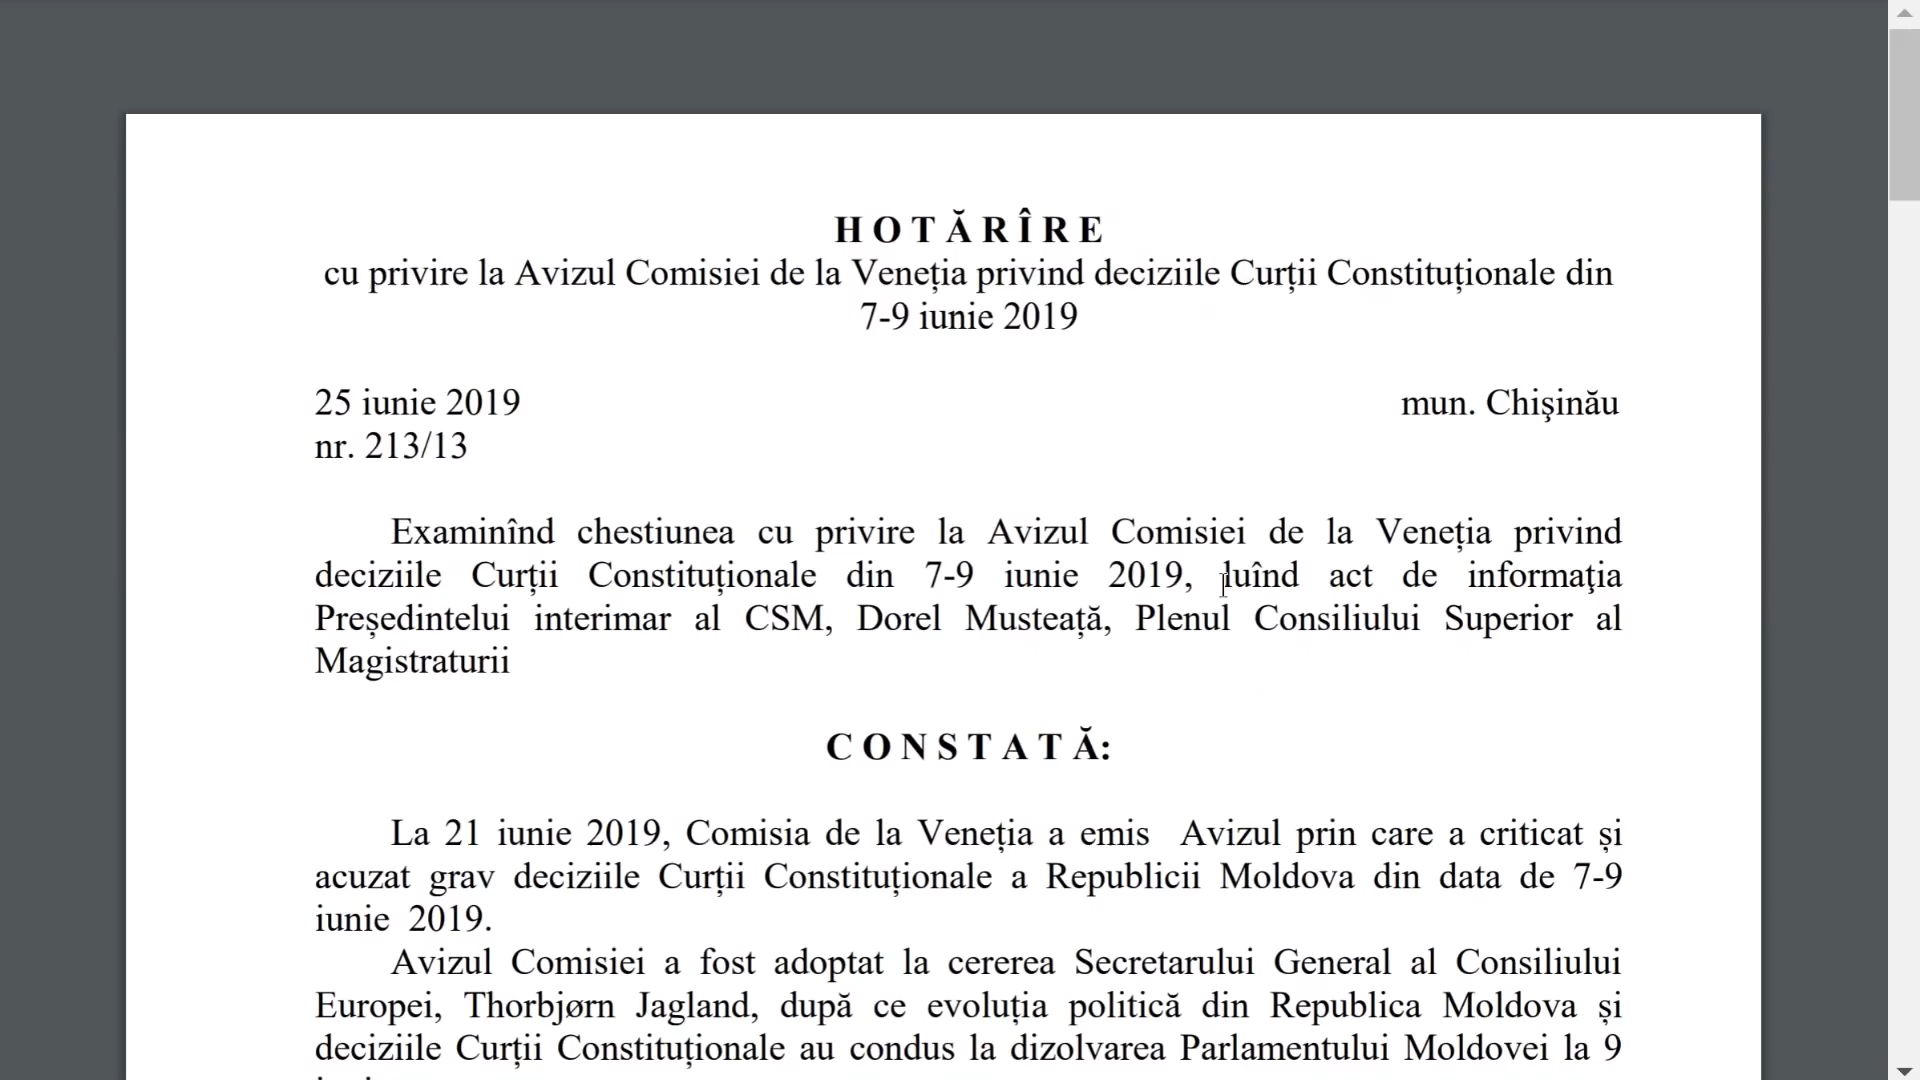 H O T Ă R Î R E
cu privire la Avizul Comisiei de la Veneția privind deciziile Curții Constituționale din
7-9 iunie 2019
25 iunie 2019 mun. Chişinău
nr. 213/13
Examinînd chestiunea cu privire la Avizul Comisiei de la Veneția privind
deciziile Curții Constituționale din 7-9 iunie 2019, luînd act de informaţia
Președintelui interimar al CSM, Dorel Musteață, Plenul Consiliului Superior al
Magistraturii
C O N S T A T Ă:
La 21 iunie 2019, Comisia de la Veneția a emis Avizul prin care a criticat și
acuzat grav deciziile Curții Constituționale a Republicii Moldova din data de 7-9
iunie 2019.
Avizul Comisiei a fost adoptat la cererea Secretarului General al Consiliului
Europei, Thorbjørn Jagland, după ce evoluția politică din Republica Moldova și
deciziile Curții Constituționale au condus la dizolvarea Parlamentului Moldovei la 9